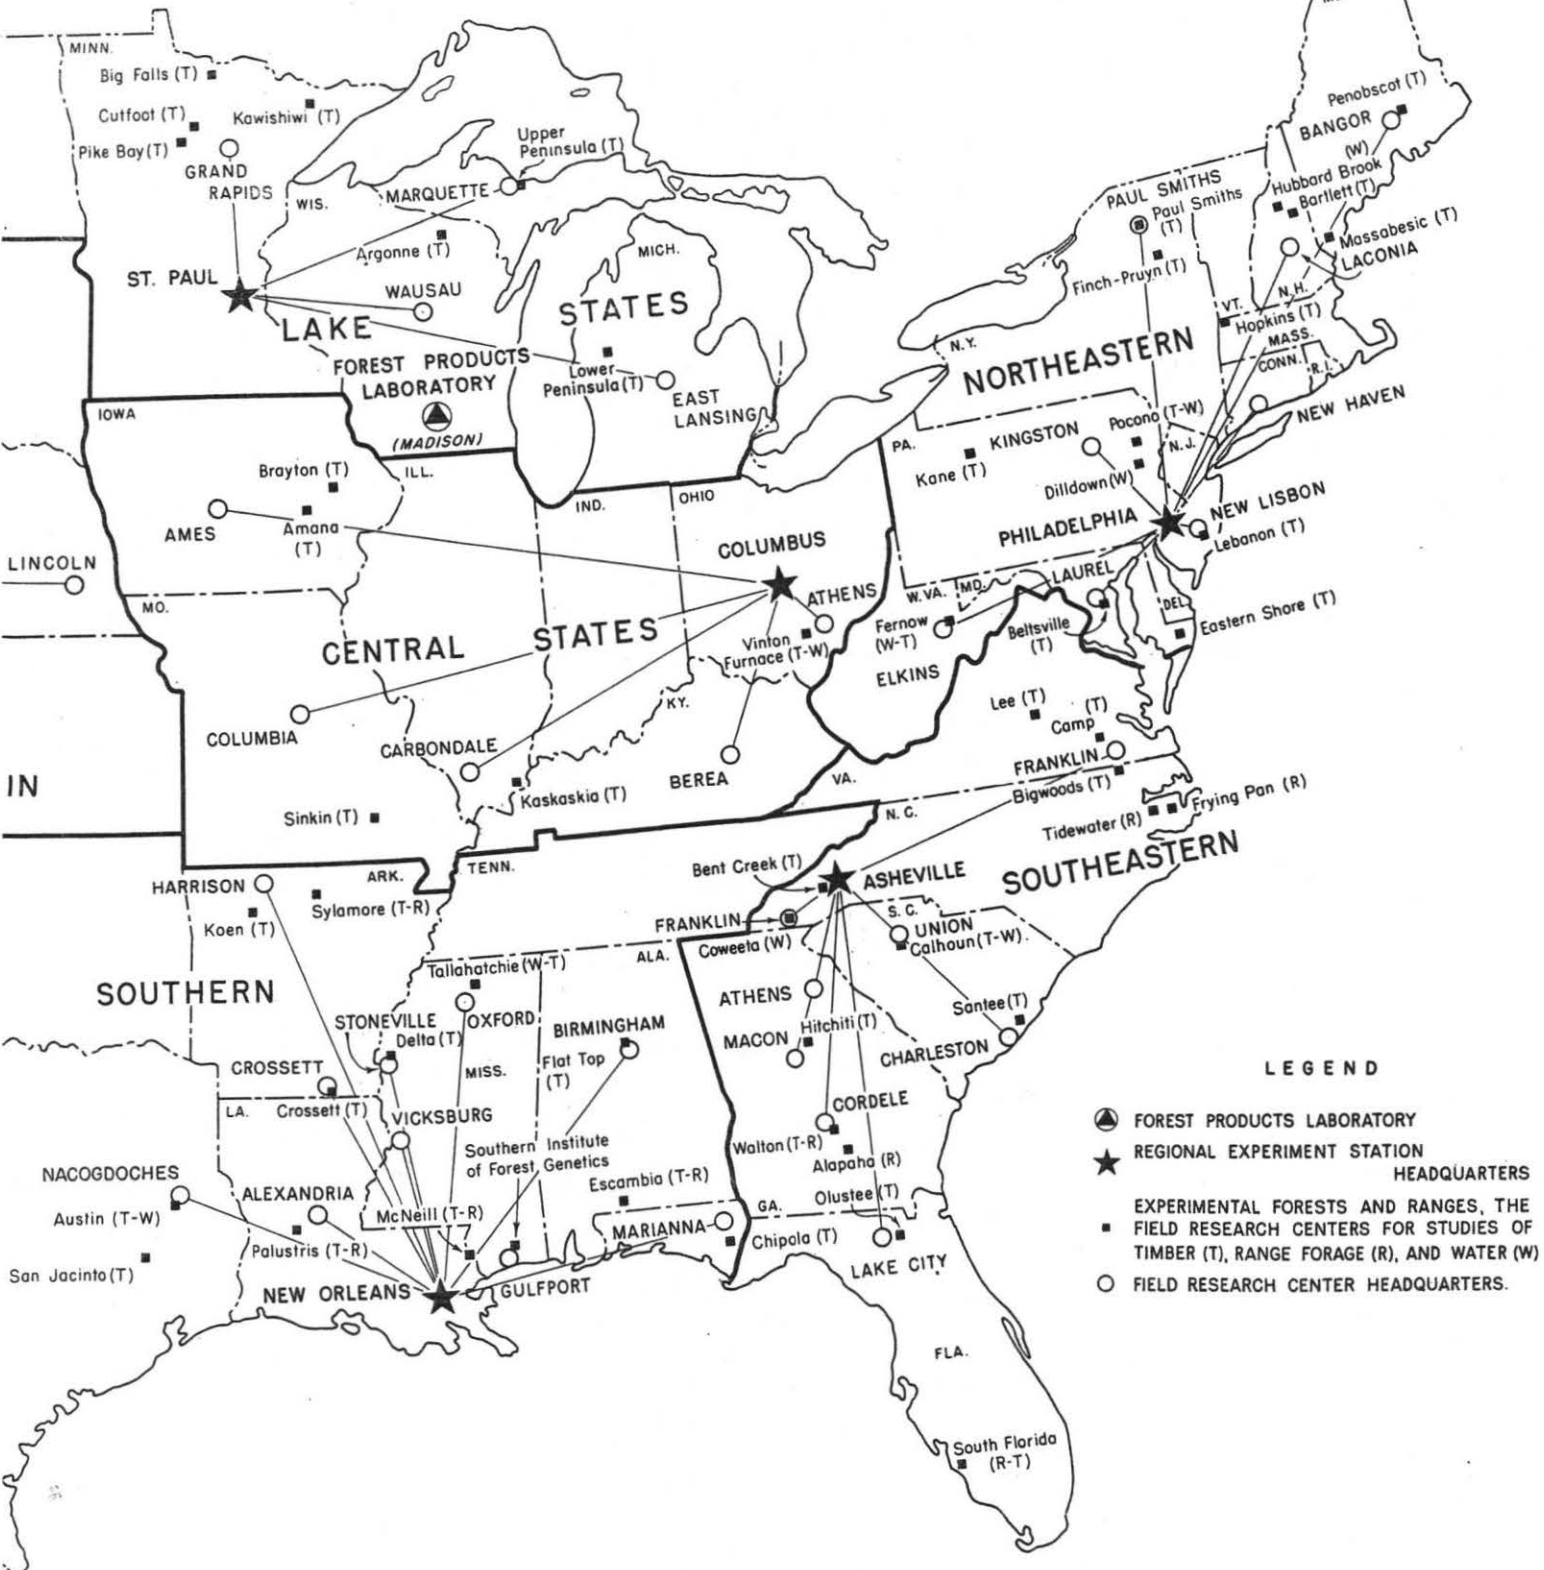 MINN.
Big Falls (T)
Cutfoot (T)
Kawishiwi (T)
Pike Bay (T)
GRAND
RAPIDS
WIS.
MARQUETTE
Upper
Peninsula (T)
Argonne (T)
MICH.
ST. PAUL
WAUSAU
LAKE
STATES
FOREST PRODUCTS
LABORATORY
(MADISON)
Lower
Peninsula (T)
EAST
LANSING
Penobscot (T)
BANGOR
(W)
Hubbard Brook
Bartlett (T)
PAUL SMITHS
Paul Smiths
(T)
Massabesic (T)
LACONIA
Finch-Pruyn (T)
VT.
N.H.
Hopkins (T)
MASS.
CONN.
R.I.
N.Y.
NORTHEASTERN
NEW HAVEN
PA.
KINGSTON
Pocono (T-W)
N.J.
Kane (T)
Dilldown (W)
PHILADELPHIA
NEW LISBON
Lebanon (T)
W.VA.
MD.
LAUREL
DEL.
Fernow
(W-T)
Beltsville
(T)
Eastern Shore (T)
ELKINS
IOWA
ILL.
IND.
OHIO
Brayton (T)
AMES
Amana
(T)
COLUMBUS
LINCOLN
ATHENS
MO.
Vinton
Furnace (T-W)
CENTRAL
STATES
KY.
COLUMBIA
CARBONDALE
BEREA
IN
Kaskaskia (T)
Sinkin (T)
VA.
Lee (T)
(T)
Camp
FRANKLIN
Bigwoods (T)
N.C.
Tidewater (R)
Frying Pan (R)
SOUTHEASTERN
TENN.
Bent Creek (T)
ASHEVILLE
HARRISON
ARK.
Sylamore (T-R)
Koen (T)
FRANKLIN
Coweeta (W)
S.C.
UNION
Calhoun (T-W).
ALA.
Tallahatchie (W-T)
SOUTHERN
ATHENS
Santee (T)
STONEVILLE
Delta (T)
OXFORD
BIRMINGHAM
Flat Top
(T)
MACON
Hitchiti (T)
CHARLESTON
CROSSETT
MISS.
LA.
Crossett (T)
VICKSBURG
CORDELE
Walton (T-R)
Alapaha (R)
Southern Institute
of Forest Genetics
NACOGDOCHES
Austin (T-W)
ALEXANDRIA
Escambia (T-R)
Olustee (T)
GA.
McNeill (T-R)
MARIANNA
Chipola (T)
Palustris (T-R)
San Jacinto (T)
LAKE CITY
NEW ORLEANS
GULFPORT
FLA.
South Florida
(R-T)
LEGEND
FOREST PRODUCTS LABORATORY
REGIONAL EXPERIMENT STATION
HEADQUARTERS
EXPERIMENTAL FORESTS AND RANGES, THE
FIELD RESEARCH CENTERS FOR STUDIES OF
TIMBER (T), RANGE FORAGE (R), AND WATER (W)
FIELD RESEARCH CENTER HEADQUARTERS.